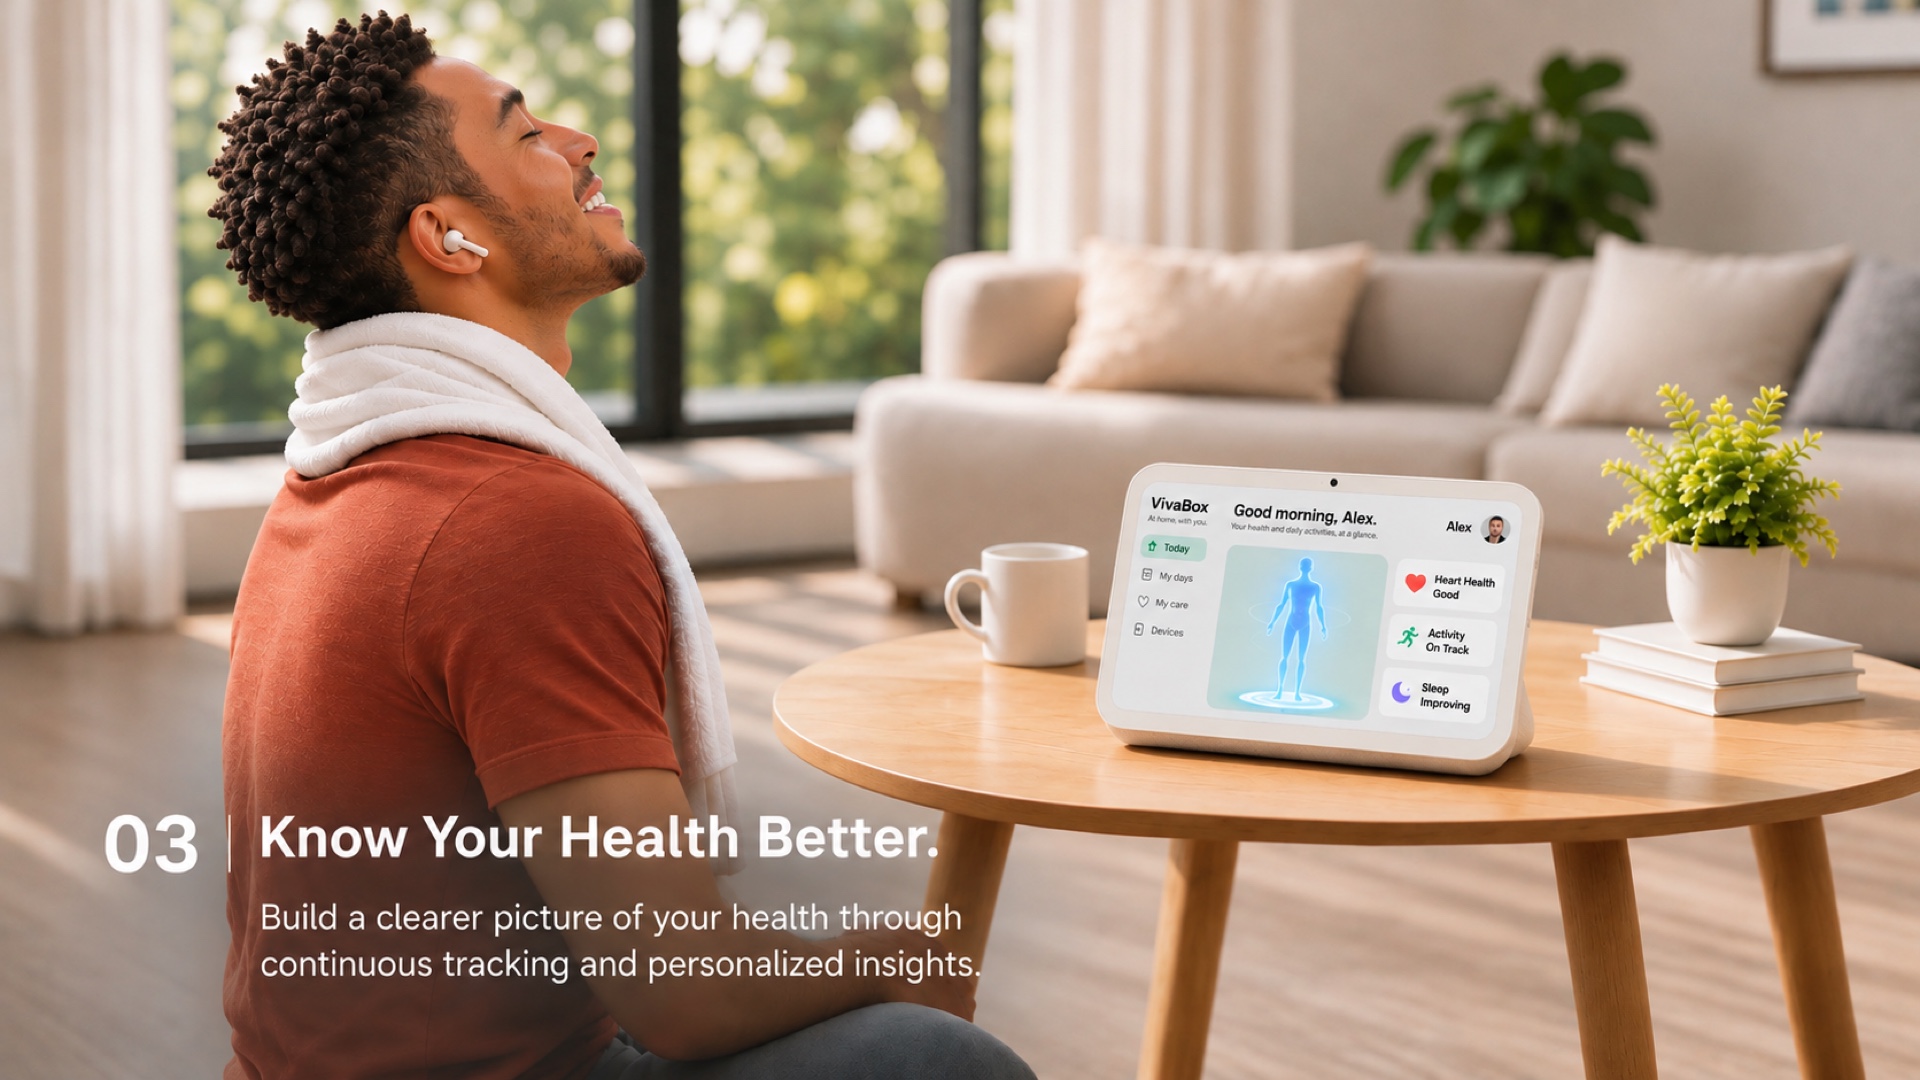 VivaBox
At home, with you.
Today
My days
My care
Devices
Good morning, Alex.
Your health and daily activities, at a glance.
Alex
Heart Health
Good
Activity
On Track
Sleep
Improving
03
Know Your Health Better.
Build a clearer picture of your health through
continuous tracking and personalized insights.